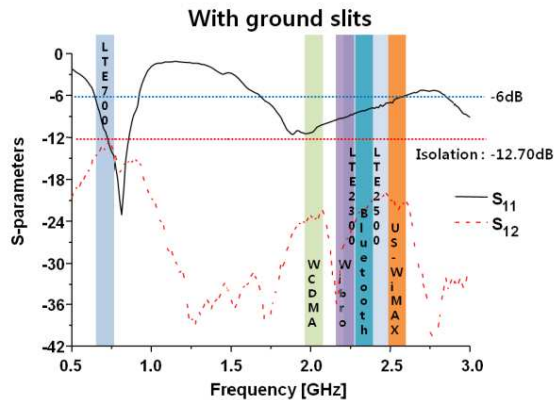 With ground slits
S-parameters
0
-6
-12
-18
-24
-30
-36
-42
0.5
1.0
1.5
2.0
2.5
3.0
Frequency [GHz]
LTE700
WCDMA
Wibro
LTE2300
Bluetooth
LTE2500
US-WiMAX
-6dB
Isolation : -12.70dB
S11
S12